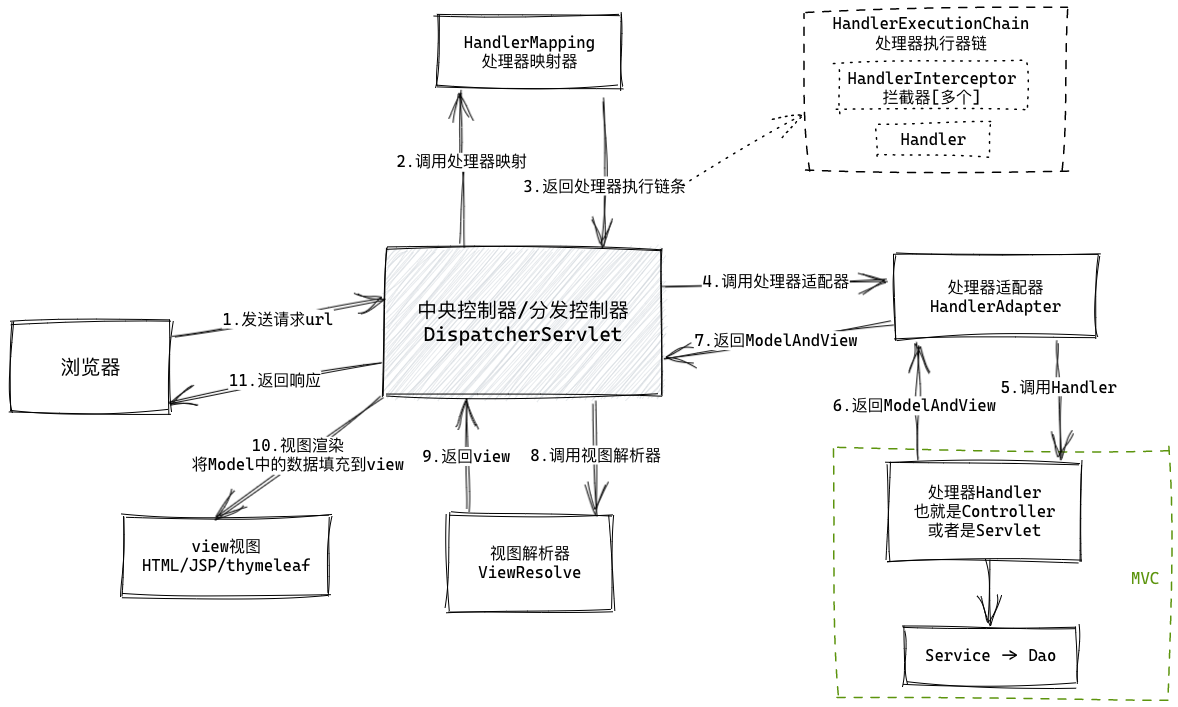 HandlerMapping
处理器映射器
HandlerExecutionChain
处理器执行器链
HandlerInterceptor
拦截器[多个]
Handler
2.调用处理器映射
3.返回处理器执行链条
中央控制器/分发控制器
DispatcherServlet
4.调用处理器适配器
处理器适配器
HandlerAdapter
1.发送请求url
7.返回ModelAndView
浏览器
11.返回响应
6.返回ModelAndView
5.调用Handler
10.视图渲染
将Model中的数据填充到view
9.返回view
8.调用视图解析器
处理器Handler
也就是Controller
或者是Servlet
view视图
HTML/JSP/thymeleaf
视图解析器
ViewResolve
MVC
Service → Dao